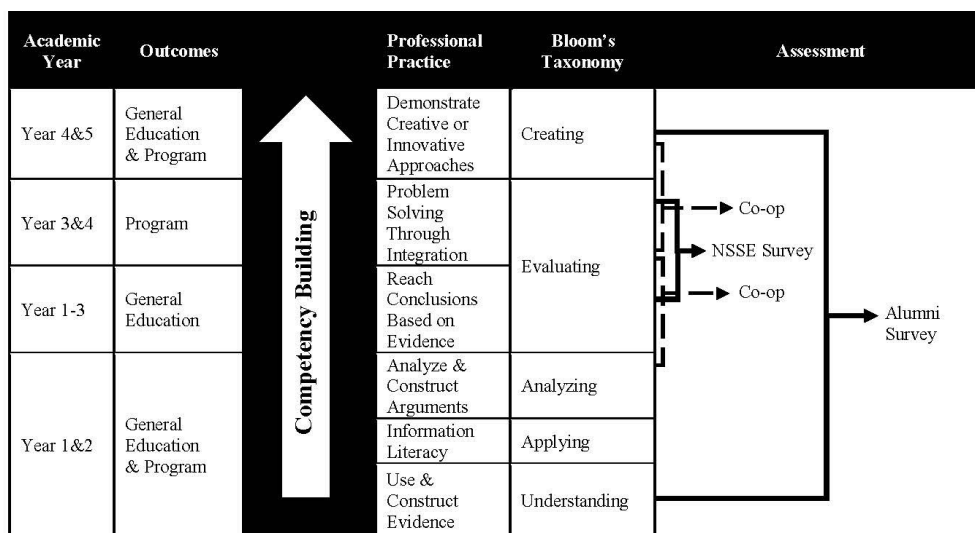 Academic
Year
Outcomes
Professional
Practice
Bloom's
Taxonomy
Assessment
Year 4&5
General
Education
& Program
Demonstrate
Creative or
Innovative
Approaches
Creating
Year 3&4
Program
Problem
Solving
Through
Integration
Evaluating
Year 1-3
General
Education
Reach
Conclusions
Based on
Evidence
Year 1&2
General
Education
& Program
Analyze &
Construct
Arguments
Analyzing
Information
Literacy
Applying
Use &
Construct
Evidence
Understanding
Competency Building
Co-op
NSSE Survey
Co-op
Alumni
Survey